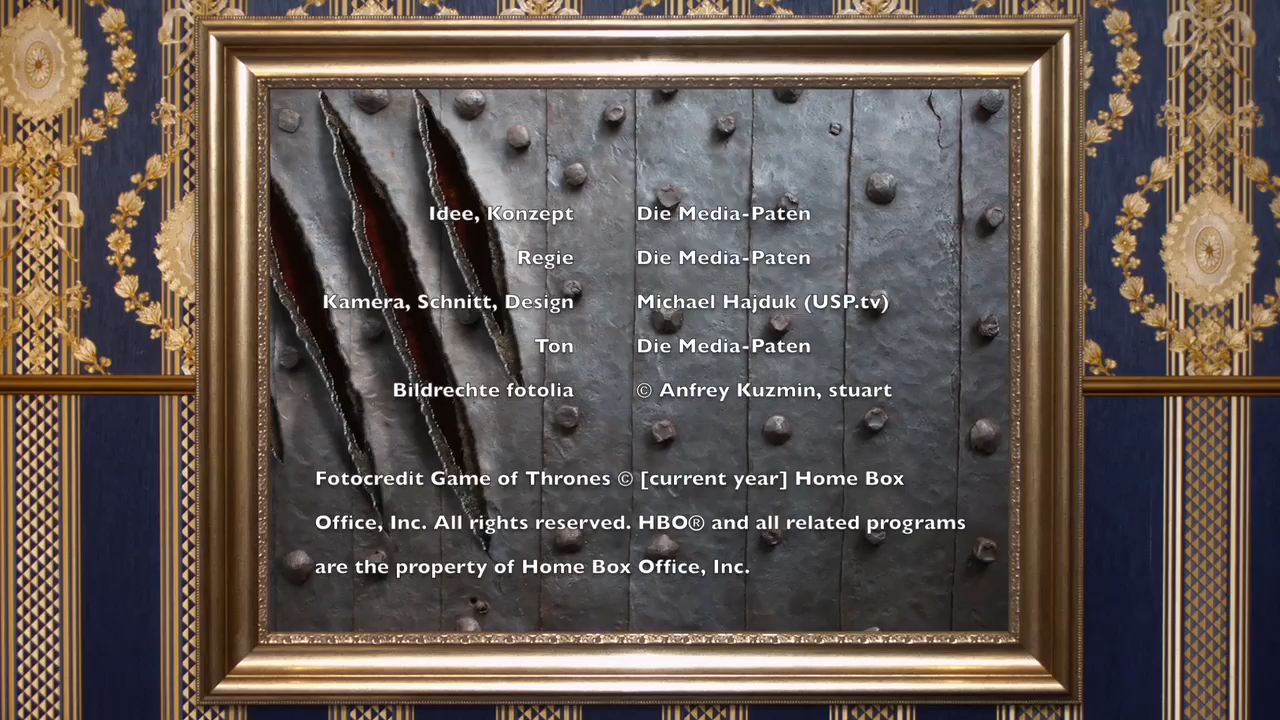 Idee, Konzept Die Media-Paten
Regie Die Media-Paten
Kamera, Schnitt, Design Michael Hajduk (USP.tv)
Ton Die Media-Paten
Bildrechte fotolia © Anfrey Kuzmin, stuart
Fotocredit Game of Thrones © [current year] Home Box
Office, Inc. All rights reserved. HBO® and all related programs
are the property of Home Box Office, Inc.